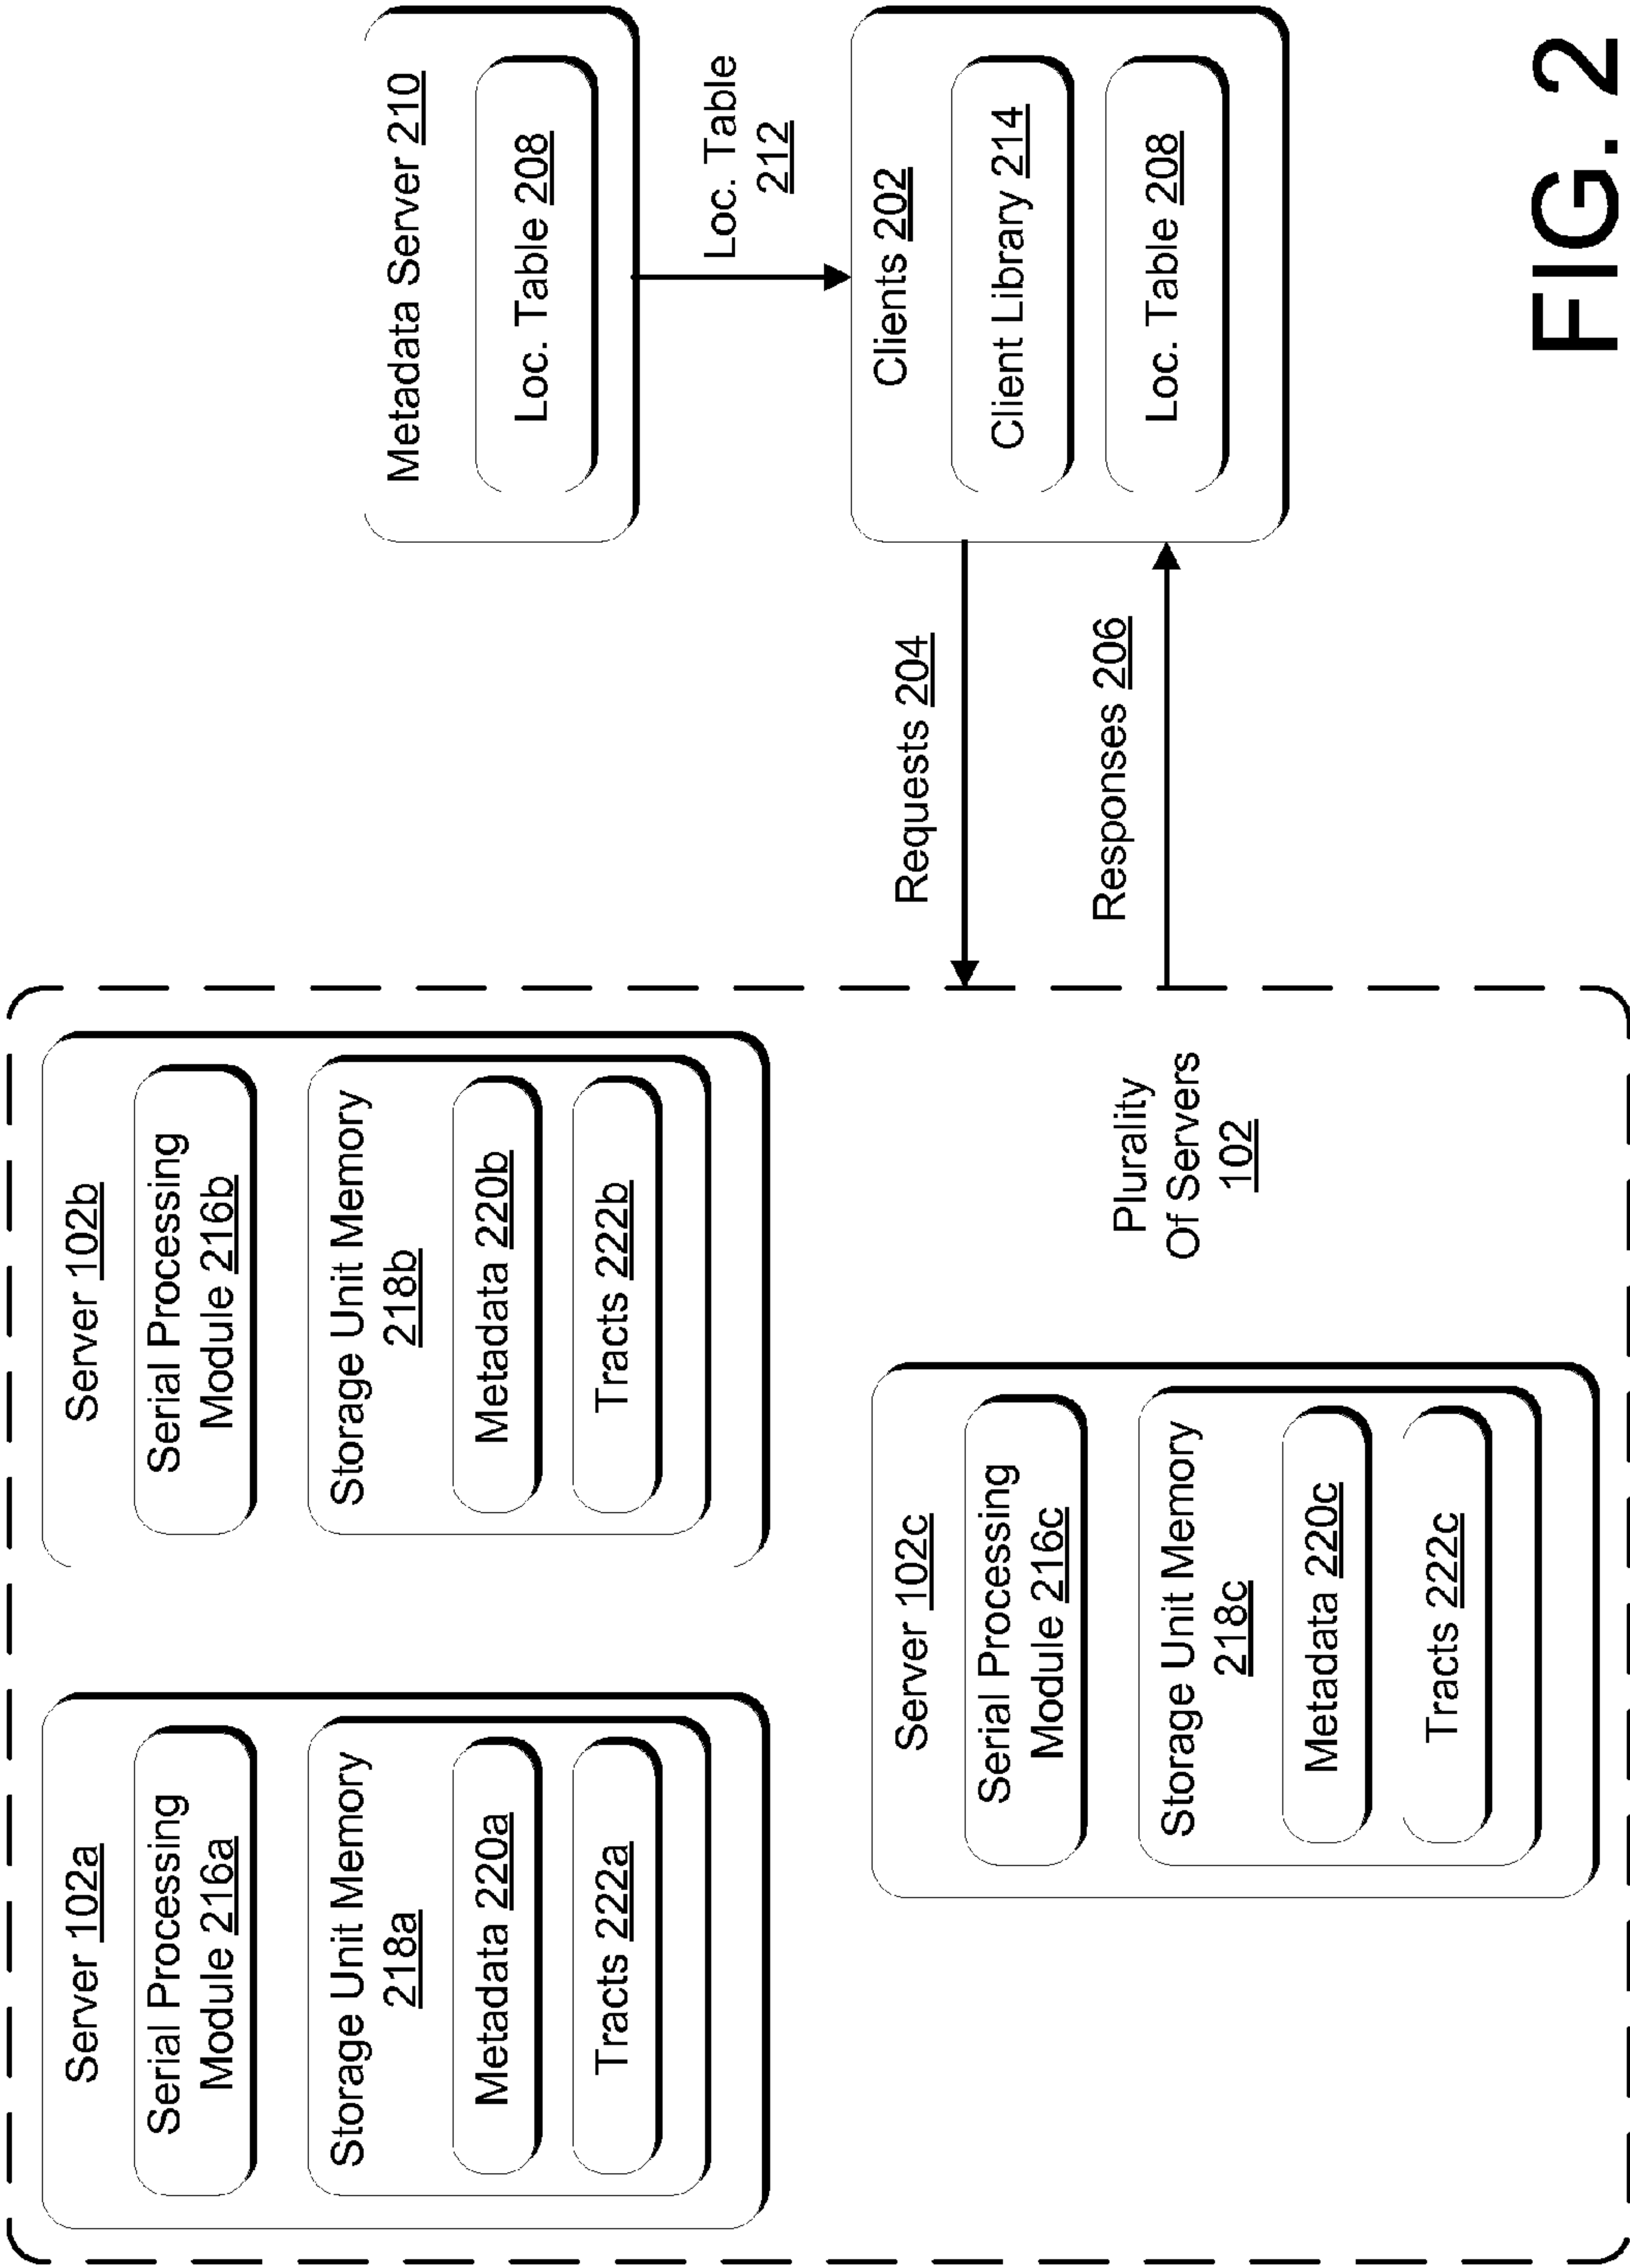 Server 102a
Serial Processing
Module 216a
Storage Unit Memory
218a
Metadata 220a
Tracts 222a
Server 102b
Serial Processing
Module 216b
Storage Unit Memory
218b
Metadata 220b
Tracts 222b
Server 102c
Serial Processing
Module 216c
Storage Unit Memory
218c
Metadata 220c
Tracts 222c
Plurality
Of Servers
102
Requests 204
Responses 206
Metadata Server 210
Loc. Table 208
Loc. Table
212
Clients 202
Client Library 214
Loc. Table 208
FIG. 2